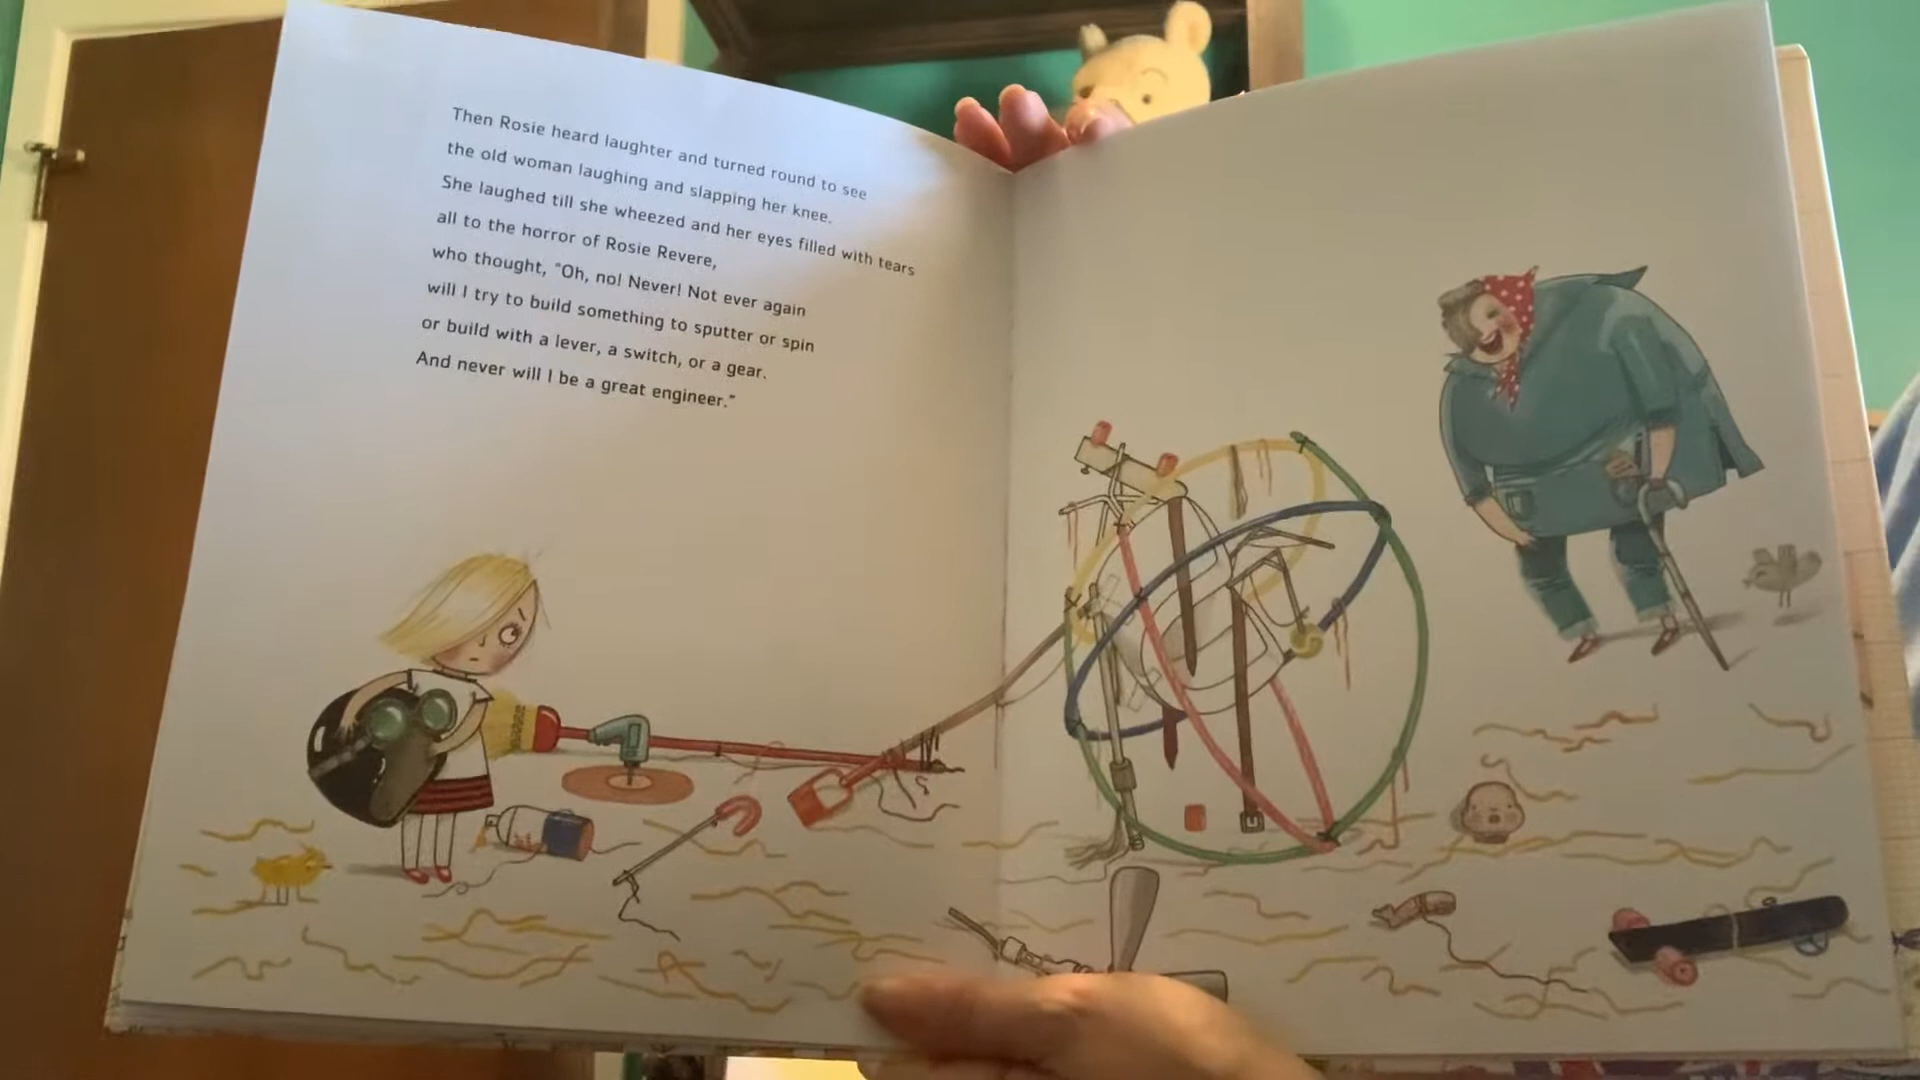 Then Rosie heard laughter and turned round to see
the old woman laughing and slapping her knee.
She laughed till she wheezed and her eyes filled with tears
all to the horror of Rosie Revere,
who thought, "Oh, no! Never! Not ever again
will I try to build something to sputter or spin
or build with a lever, a switch, or a gear.
And never will I be a great engineer."